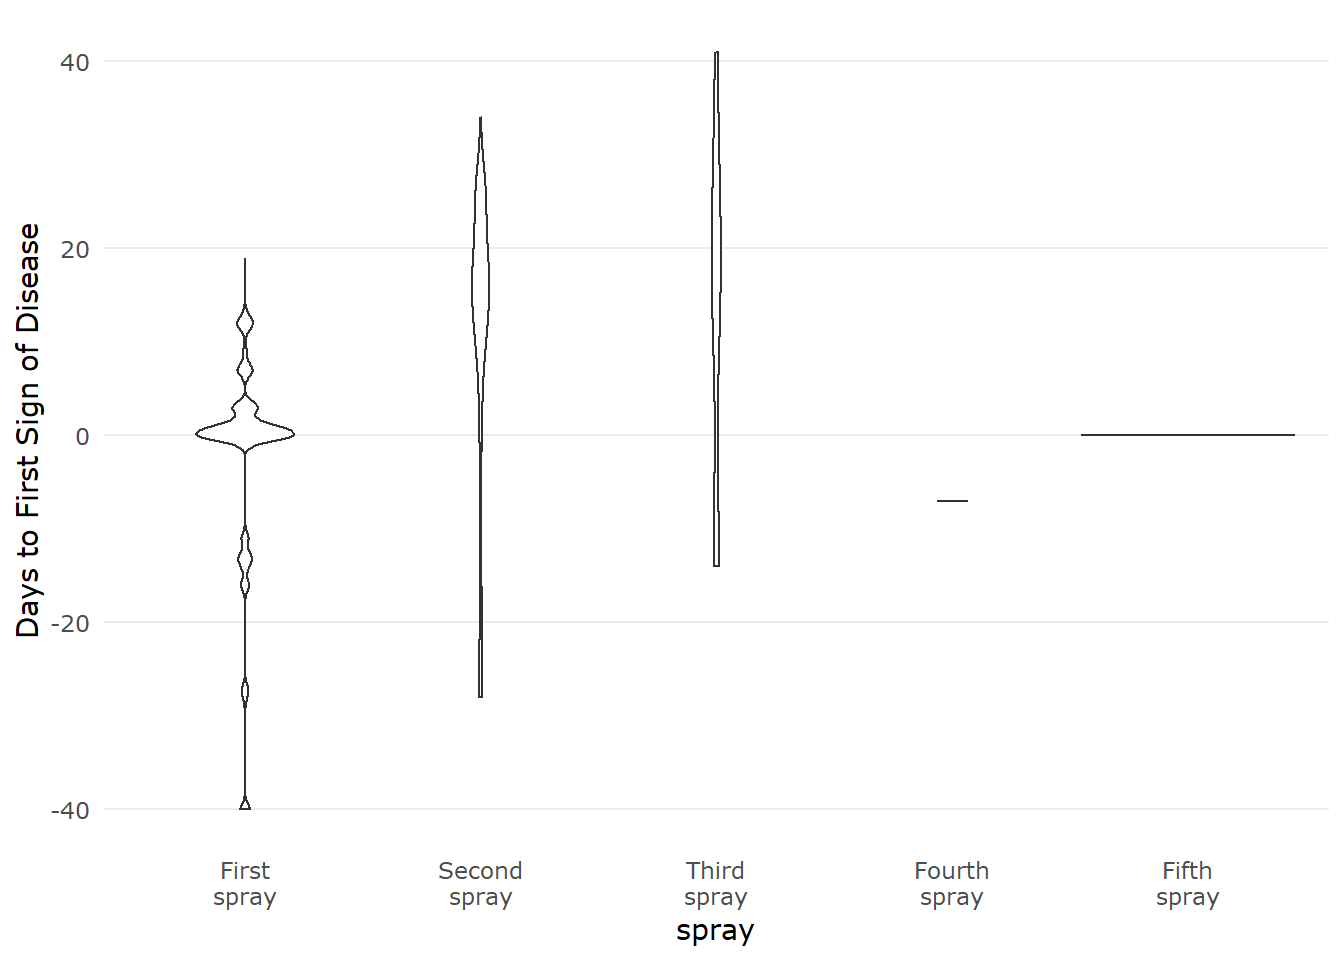 Days to First Sign of Disease
40
20
0
-20
-40
First
spray
Second
spray
Third
spray
Fourth
spray
Fifth
spray
spray